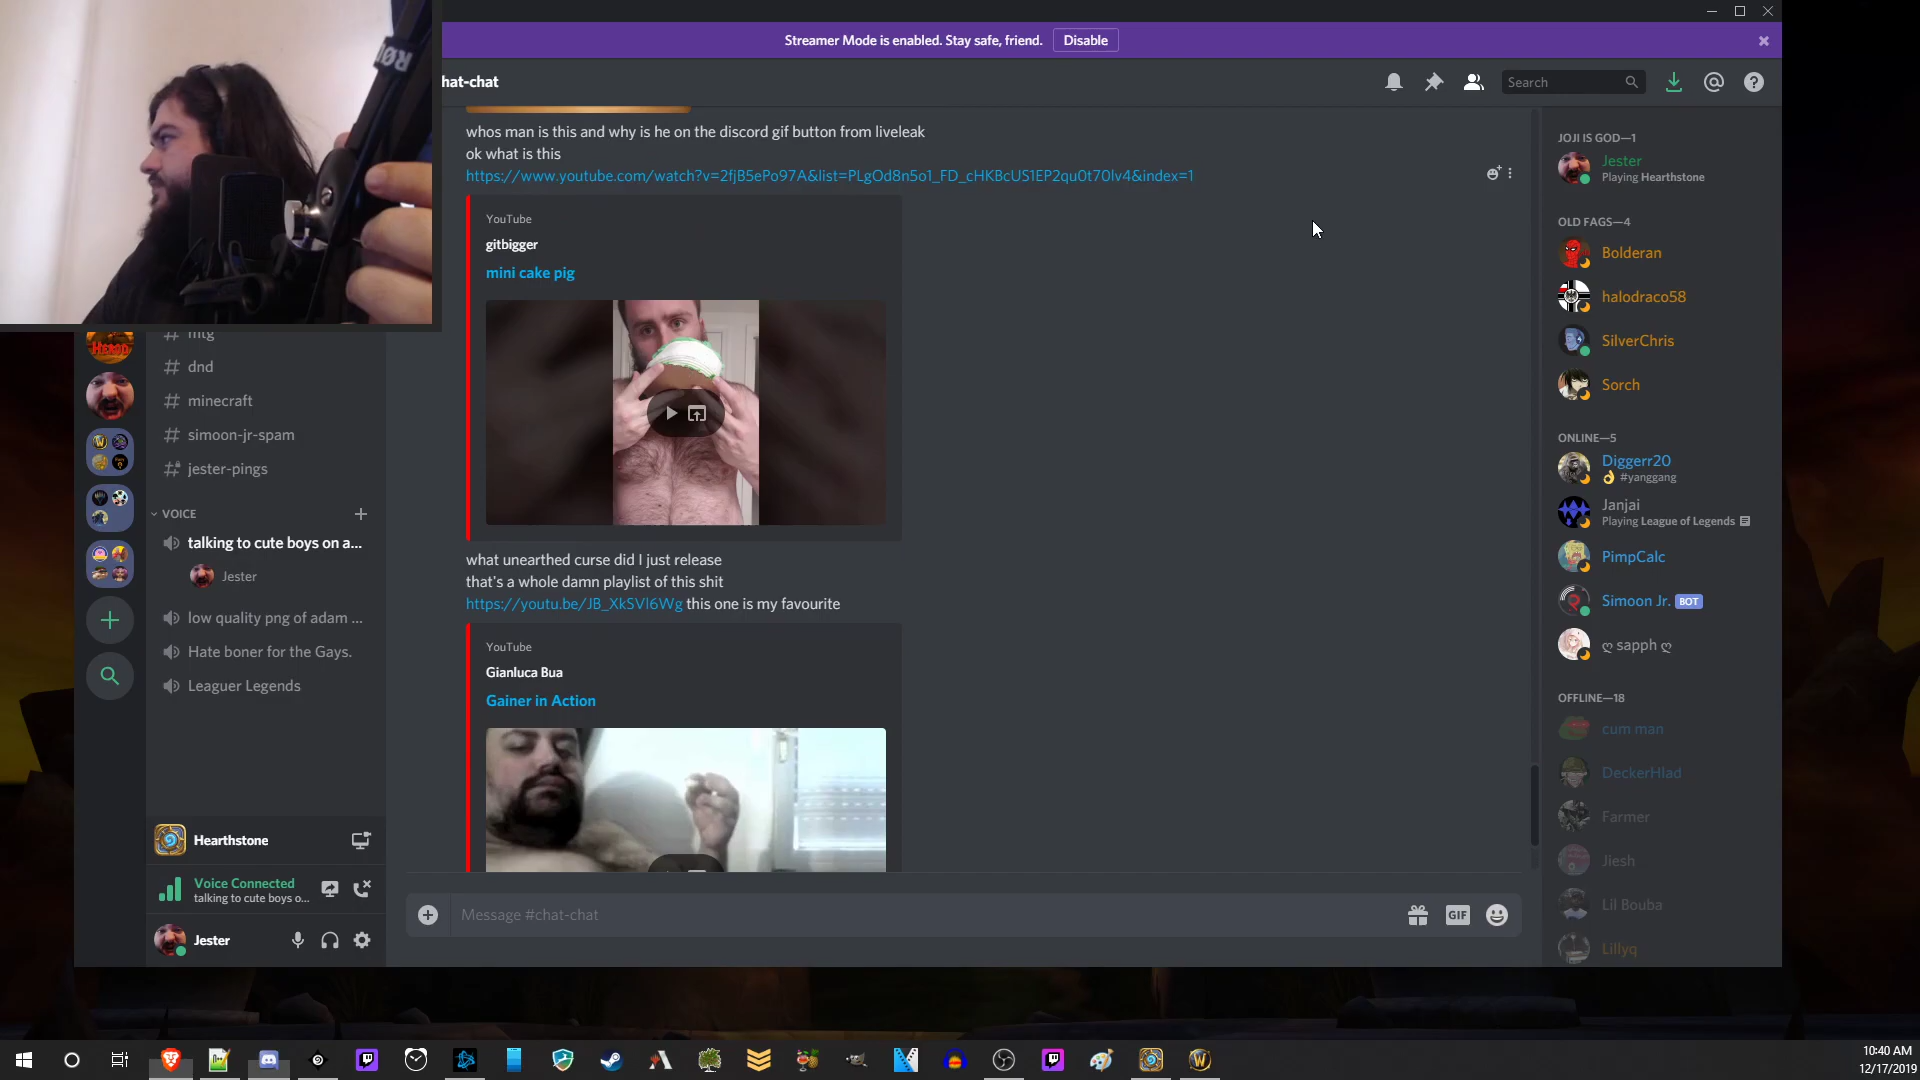 RØ
Streamer Mode is enabled. Stay safe, friend.
Disable
hat-chat
Search
whos man is this and why is he on the discord gif button from liveleak
ok what is this
https://www.youtube.com/watch?v=2fjB5ePo97A&list=PLgOd8n5o1_FD_cHKBcUS1EP2qu0t70lv4&index=1
YouTube
gitbigger
mini cake pig
what unearthed curse did I just release
that's a whole damn playlist of this shit
https://youtu.be/JB_XkSVl6Wg this one is my favourite
YouTube
Gianluca Bua
Gainer in Action
Message #chat-chat
GIF
mtg
dnd
minecraft
simoon-jr-spam
jester-pings
VOICE
talking to cute boys on a...
Jester
low quality png of adam ...
Hate boner for the Gays.
Leaguer Legends
Hearthstone
Voice Connected
talking to cute boys o...
Jester
JOJI IS GOD—1
Jester
Playing Hearthstone
OLD FAGS—4
Bolderan
halodraco58
SilverChris
Sorch
ONLINE—5
Diggerr20
👌 #yanggang
Janjai
Playing League of Legends
PimpCalc
Simoon Jr. BOT
ღ sapph ღ
OFFLINE—18
cum man
DeckerHlad
Farmer
Jiesh
Lil Bouba
Lillyq
10:40 AM
12/17/2019